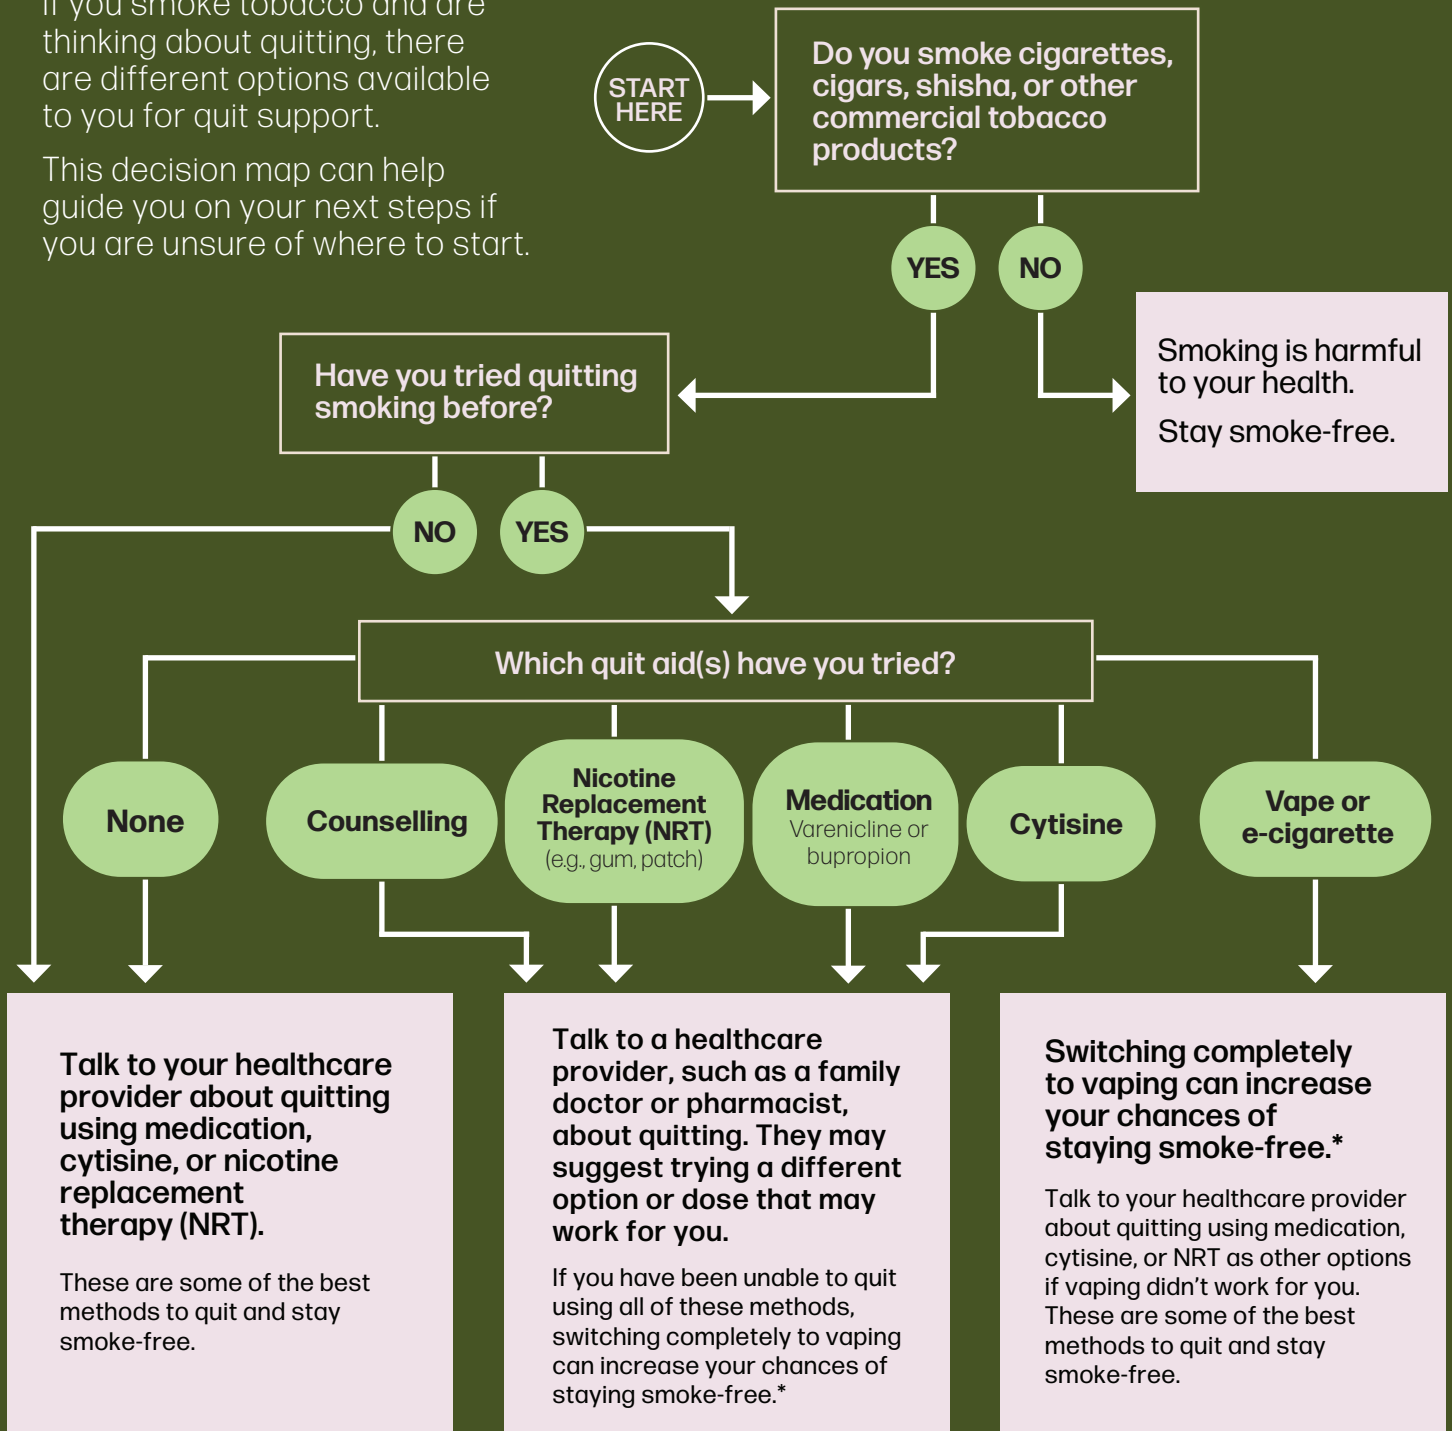 If you smoke tobacco and are
thinking about quitting, there
are different options available
to you for quit support.
This decision map can help
guide you on your next steps if
you are unsure of where to start.
START
HERE
Do you smoke cigarettes,
cigars, shisha, or other
commercial tobacco
products?
YES
NO
Smoking is harmful
to your health.
Stay smoke-free.
Have you tried quitting
smoking before?
NO
YES
Which quit aid(s) have you tried?
None
Counselling
Nicotine
Replacement
Therapy (NRT)
(e.g., gum, patch)
Medication
Varenicline or
bupropion
Cytisine
Vape or
e-cigarette
Talk to your healthcare
provider about quitting
using medication,
cytisine, or nicotine
replacement
therapy (NRT).
These are some of the best
methods to quit and stay
smoke-free.
Talk to a healthcare
provider, such as a family
doctor or pharmacist,
about quitting. They may
suggest trying a different
option or dose that may
work for you.
If you have been unable to quit
using all of these methods,
switching completely to vaping
can increase your chances of
staying smoke-free.*
Switching completely
to vaping can increase
your chances of
staying smoke-free.*
Talk to your healthcare provider
about quitting using medication,
cytisine, or NRT as other options
if vaping didn't work for you.
These are some of the best
methods to quit and stay
smoke-free.